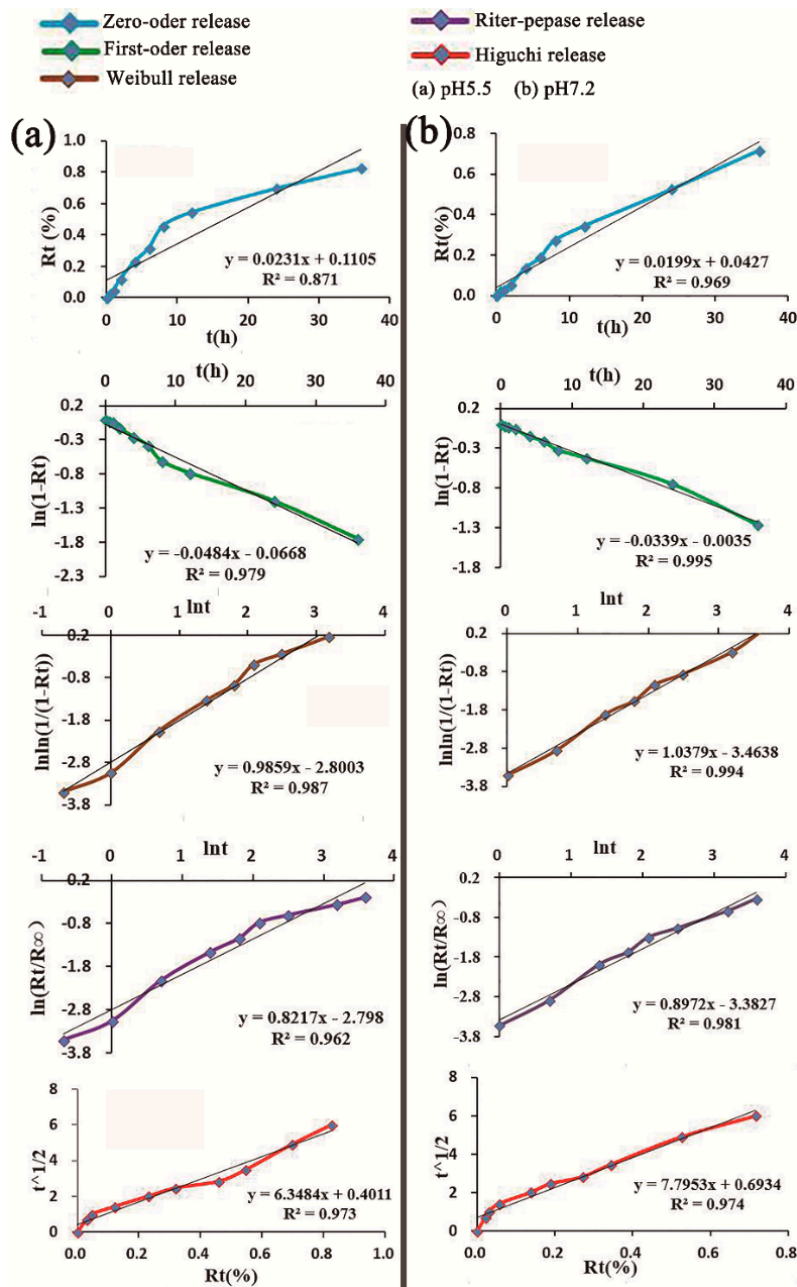 Zero-oder release
First-oder release
Weibull release
Riter-pepase release
Higuchi release
(a) pH5.5 (b) pH7.2
(a)
Rt (%)
1.0
0.8
0.6
0.4
0.2
0.0
y = 0.0231x + 0.1105
R² = 0.871
0 10 20 30 40
t(h)
t(h)
0 10 20 30 40
ln(1-Rt)
0.2
-0.3
-0.8
-1.3
-1.8
-2.3
y = -0.0484x - 0.0668
R² = 0.979
lnt
-1 0 1 2 3 4
lnln(1/(1-Rt))
0.2
-0.8
-1.8
-2.8
-3.8
y = 0.9859x - 2.8003
R² = 0.987
lnt
-1 0 1 2 3 4
ln(Rt/R∞)
0.2
-0.8
-1.8
-2.8
-3.8
y = 0.8217x - 2.798
R² = 0.962
t^1/2
8
6
4
2
0
y = 6.3484x + 0.4011
R² = 0.973
0.0 0.2 0.4 0.6 0.8 1.0
Rt(%)
(b)
Rt(%)
0.8
0.6
0.4
0.2
0.0
y = 0.0199x + 0.0427
R² = 0.969
0 10 20 30 40
t(h)
t(h)
0 10 20 30 40
ln(1-Rt)
0.2
-0.3
-0.8
-1.3
-1.8
y = -0.0339x - 0.0035
R² = 0.995
lnt
0 1 2 3 4
lnln(1/(1-Rt))
0.2
-0.8
-1.8
-2.8
-3.8
y = 1.0379x - 3.4638
R² = 0.994
lnt
0 1 2 3 4
ln(Rt/R∞)
0.2
-0.8
-1.8
-2.8
-3.8
y = 0.8972x - 3.3827
R² = 0.981
t^1/2
8
6
4
2
0
y = 7.7953x + 0.6934
R² = 0.974
0.0 0.2 0.4 0.6 0.8
Rt(%)